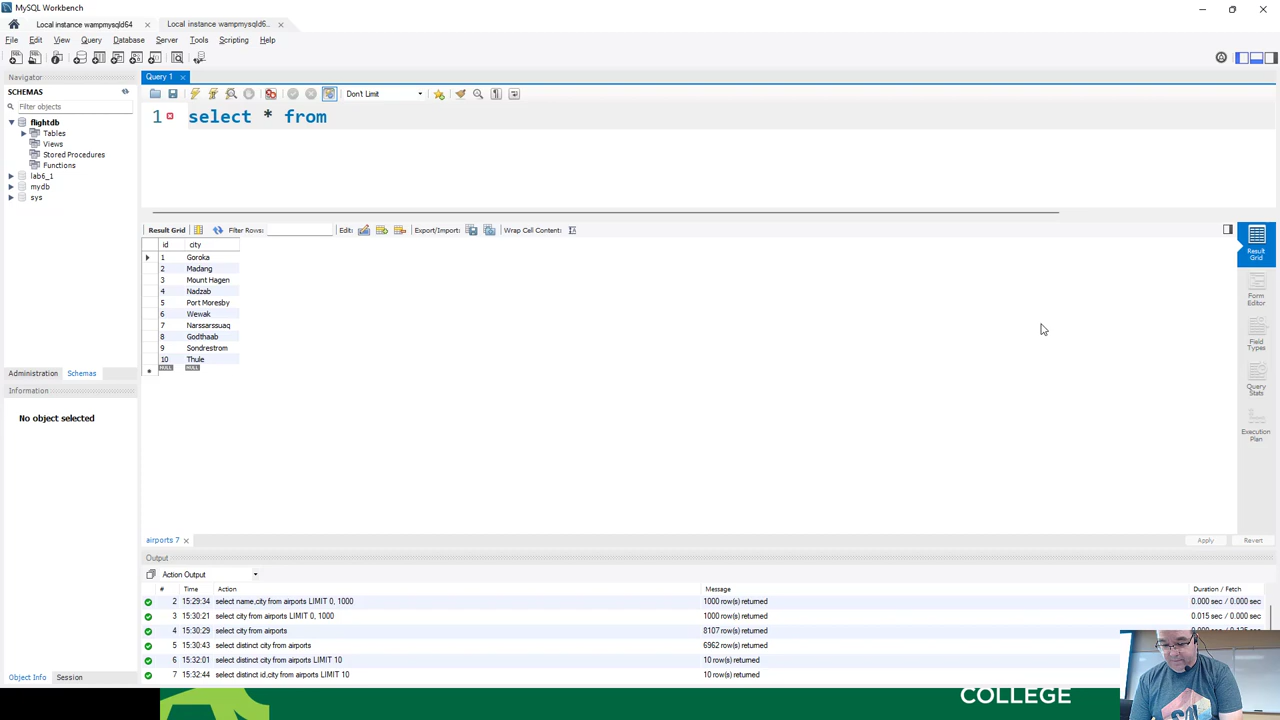 MySQL Workbench
Local instance wampmysqld64 Local instance wampmysqld6...
File Edit View Query Database Server Tools Scripting Help
Navigator
SCHEMAS
Filter objects
flightdb
Tables
Views
Stored Procedures
Functions
lab6_1
mydb
sys
Administration Schemas
Information
No object selected
Object Info Session
Query 1
Don't Limit
1 select * from
Result Grid Filter Rows: Edit: Export/Import: Wrap Cell Content:
id city
1 Goroka
2 Madang
3 Mount Hagen
4 Nadzab
5 Port Moresby
6 Wewak
7 Narssarssuaq
8 Godthaab
9 Sondrestrom
10 Thule
NULL NULL
Result Grid
Form Editor
Field Types
Query Stats
Execution Plan
airports 7
Apply Revert
Output
Action Output
# Time Action Message Duration / Fetch
2 15:29:34 select name,city from airports LIMIT 0, 1000 1000 row(s) returned 0.000 sec / 0.000 sec
3 15:30:21 select city from airports LIMIT 0, 1000 1000 row(s) returned 0.015 sec / 0.000 sec
4 15:30:29 select city from airports 8107 row(s) returned
5 15:30:43 select distinct city from airports 6962 row(s) returned
6 15:32:01 select distinct city from airports LIMIT 10 10 row(s) returned
7 15:32:44 select distinct id,city from airports LIMIT 10 10 row(s) returned
COLLEGE